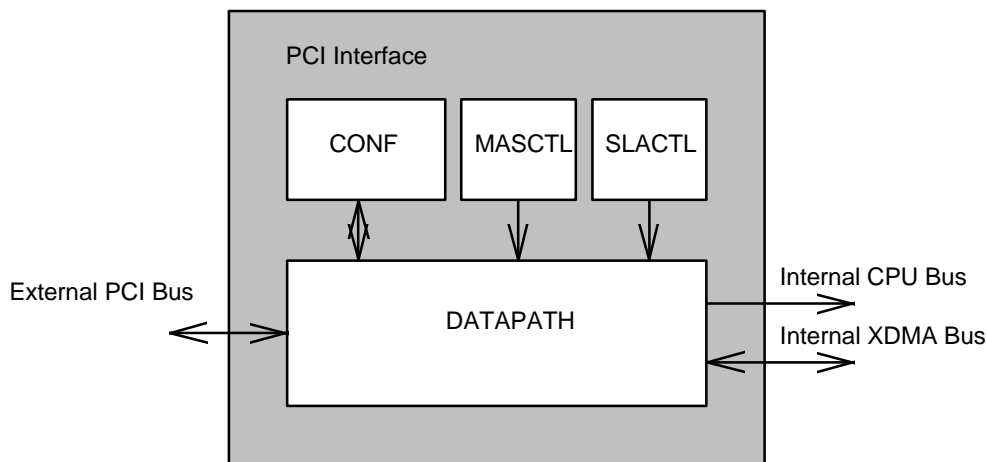 PCI Interface
CONF
MASCTL
SLACTL
External PCI Bus
DATAPATH
Internal CPU Bus
Internal XDMA Bus